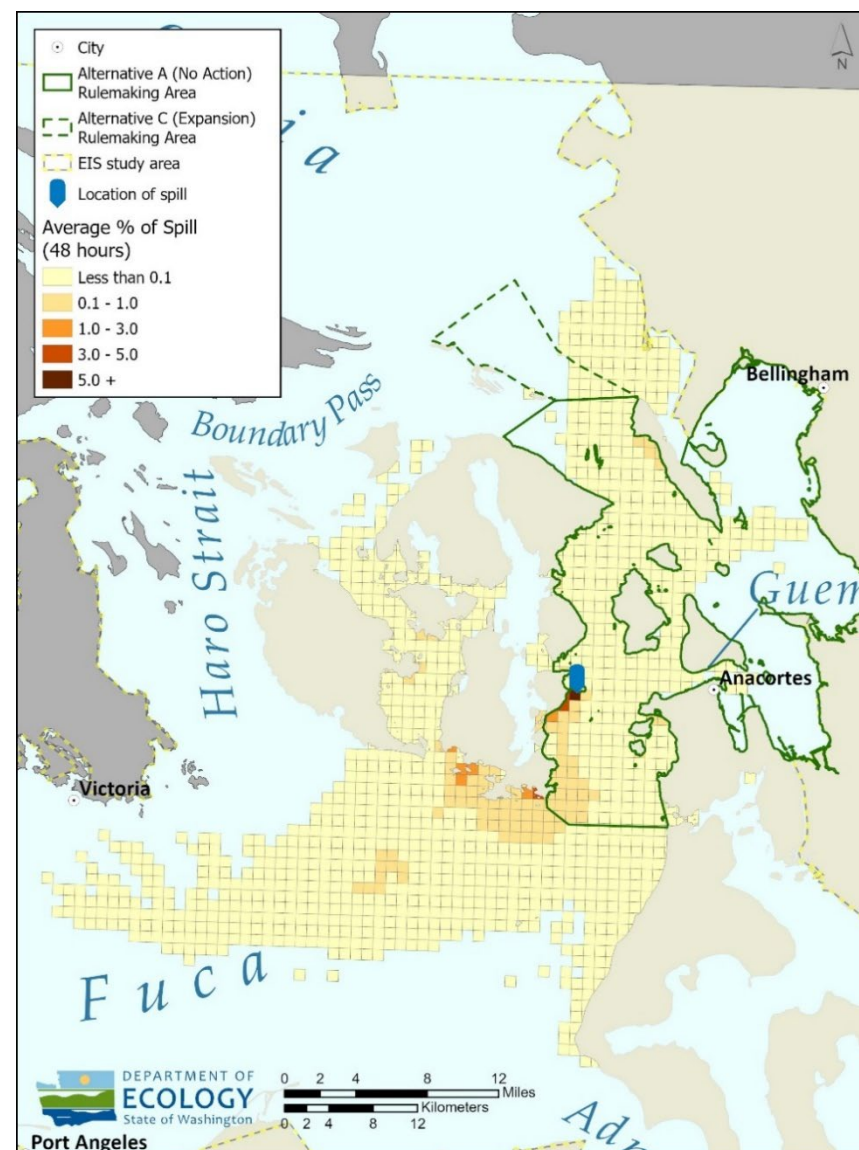 City
Alternative A (No Action)
Rulemaking Area
Alternative C (Expansion)
Rulemaking Area
EIS study area
Location of spill
Average % of Spill
(48 hours)
Less than 0.1
0.1 - 1.0
1.0 - 3.0
3.0 - 5.0
5.0 +
N
i a
Bellingham
Boundary Pass
Haro Strait
Guem
Anacortes
Victoria
Fuca
DEPARTMENT OF
ECOLOGY
State of Washington
0 2 4 8 12
Miles
Kilometers
0 2 4 8 12
Adm
Port Angeles